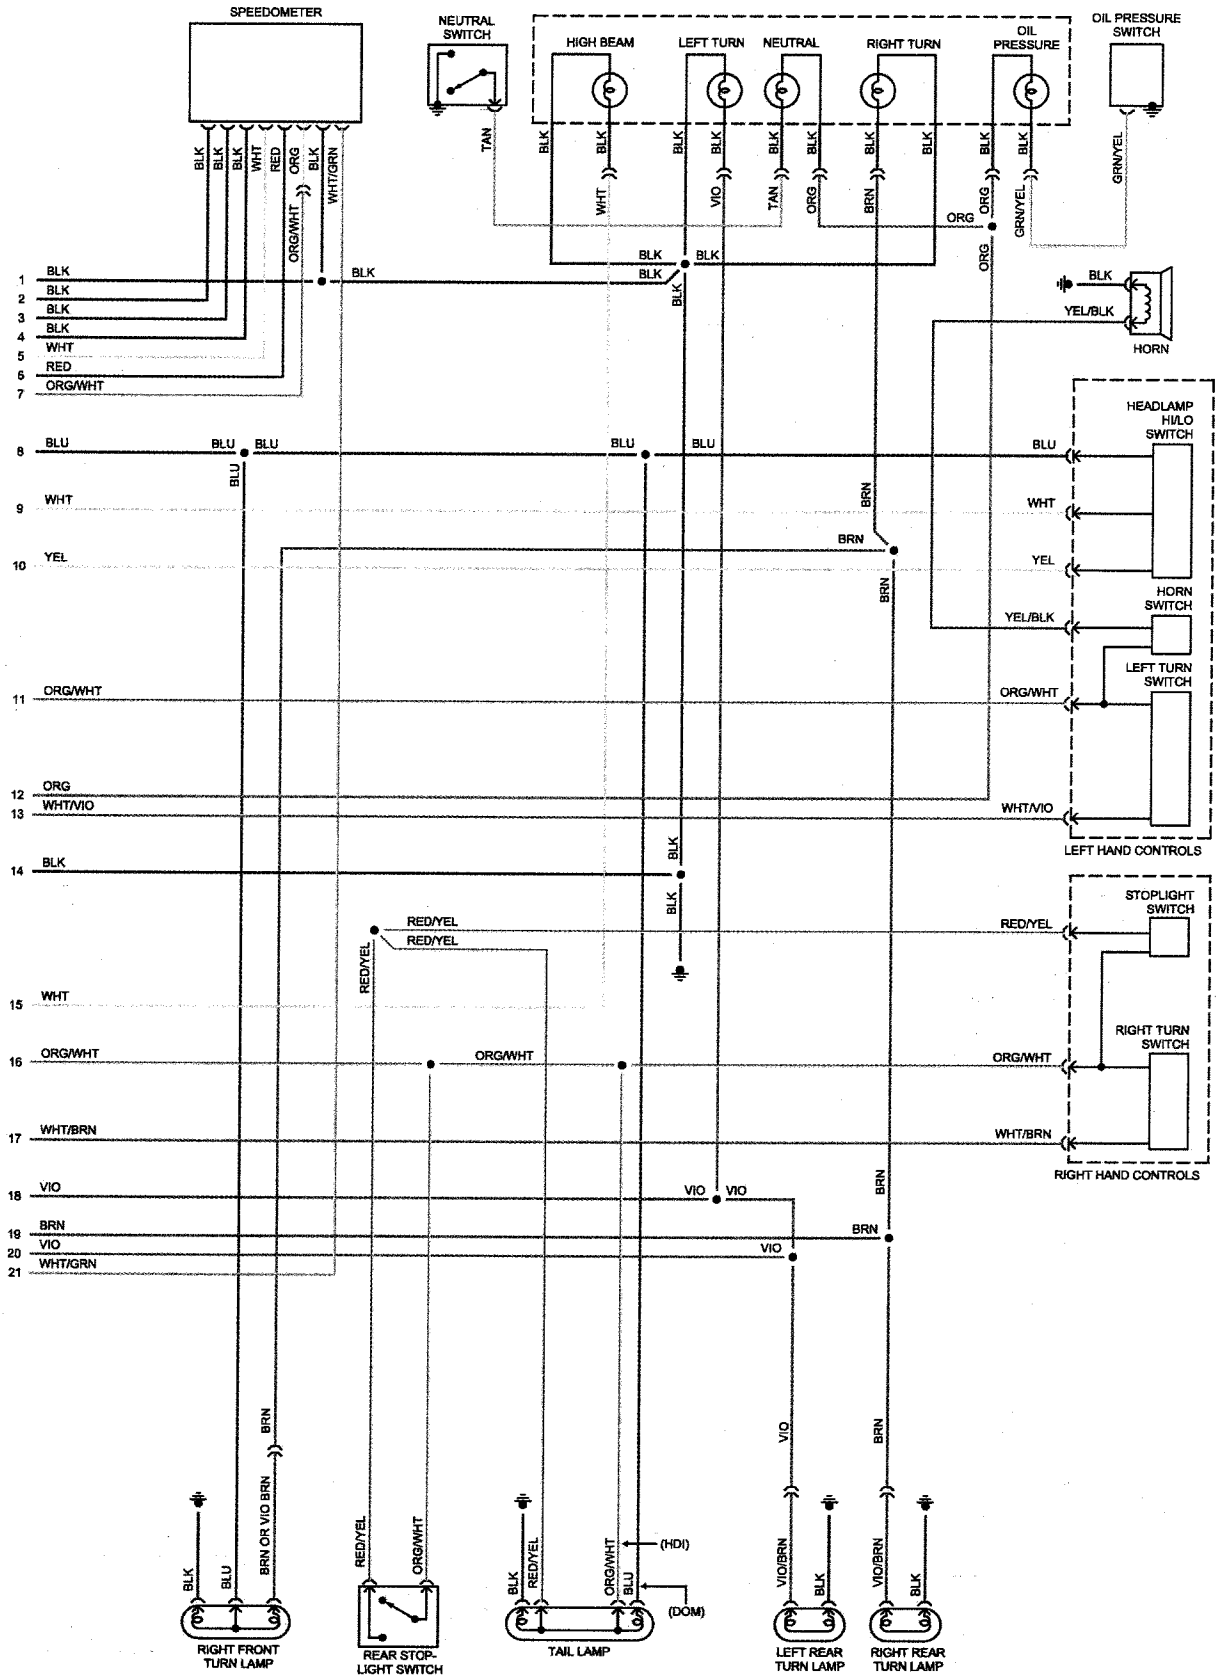 SPEEDOMETER
NEUTRAL
SWITCH
HIGH BEAM
LEFT TURN
NEUTRAL
RIGHT TURN
OIL
PRESSURE
OIL PRESSURE
SWITCH
BLK
BLK
BLK
WHT
RED
ORG
BLK
WHT/GRN
ORG/WHT
TAN
BLK
BLK
BLK
BLK
BLK
BLK
BLK
BLK
BLK
BLK
GRN/YEL
WHT
VIO
TAN
ORG
BRN
ORG
GRN/YEL
ORG
ORG
BLK
BLK
BLK
BLK
1 BLK
BLK
2 BLK
3 BLK
4 BLK
5 WHT
6 RED
7 ORG/WHT
BLK
YEL/BLK
HORN
HEADLAMP
HI/LO
SWITCH
8 BLU
BLU
BLU
BLU
BLU
BLU
BLU
9 WHT
BRN
WHT
10 YEL
BRN
YEL
BRN
HORN
SWITCH
YEL/BLK
LEFT TURN
SWITCH
11 ORG/WHT
ORG/WHT
12 ORG
13 WHT/VIO
WHT/VIO
LEFT HAND CONTROLS
14 BLK
BLK
BLK
STOPLIGHT
SWITCH
RED/YEL
RED/YEL
RED/YEL
RED/YEL
15 WHT
RIGHT TURN
SWITCH
16 ORG/WHT
ORG/WHT
ORG/WHT
17 WHT/BRN
WHT/BRN
RIGHT HAND CONTROLS
18 VIO
VIO
VIO
BRN
19 BRN
BRN
20 VIO
VIO
21 WHT/GRN
BRN
VIO
BRN
BLK
BLU
BRN OR VIO BRN
RED/YEL
ORG/WHT
BLK
RED/YEL
ORG/WHT
BLU
(HDI)
(DOM)
VIO/BRN
BLK
VIO/BRN
BLK
RIGHT FRONT
TURN LAMP
REAR STOP-
LIGHT SWITCH
TAIL LAMP
LEFT REAR
TURN LAMP
RIGHT REAR
TURN LAMP